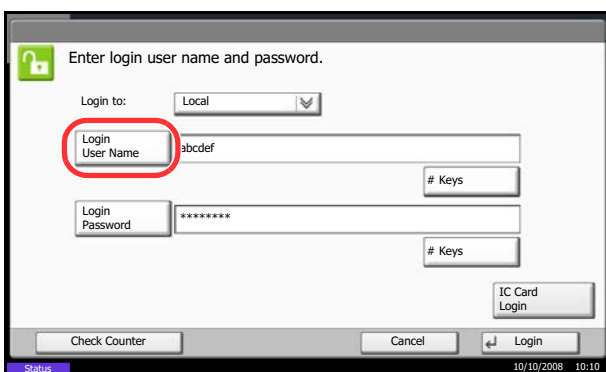 Enter login user name and password.
Login to:
Local
Login
User Name
abcdef
# Keys
Login
Password
********
# Keys
IC Card
Login
Check Counter
Cancel
Login
Status
10/10/2008 10:10